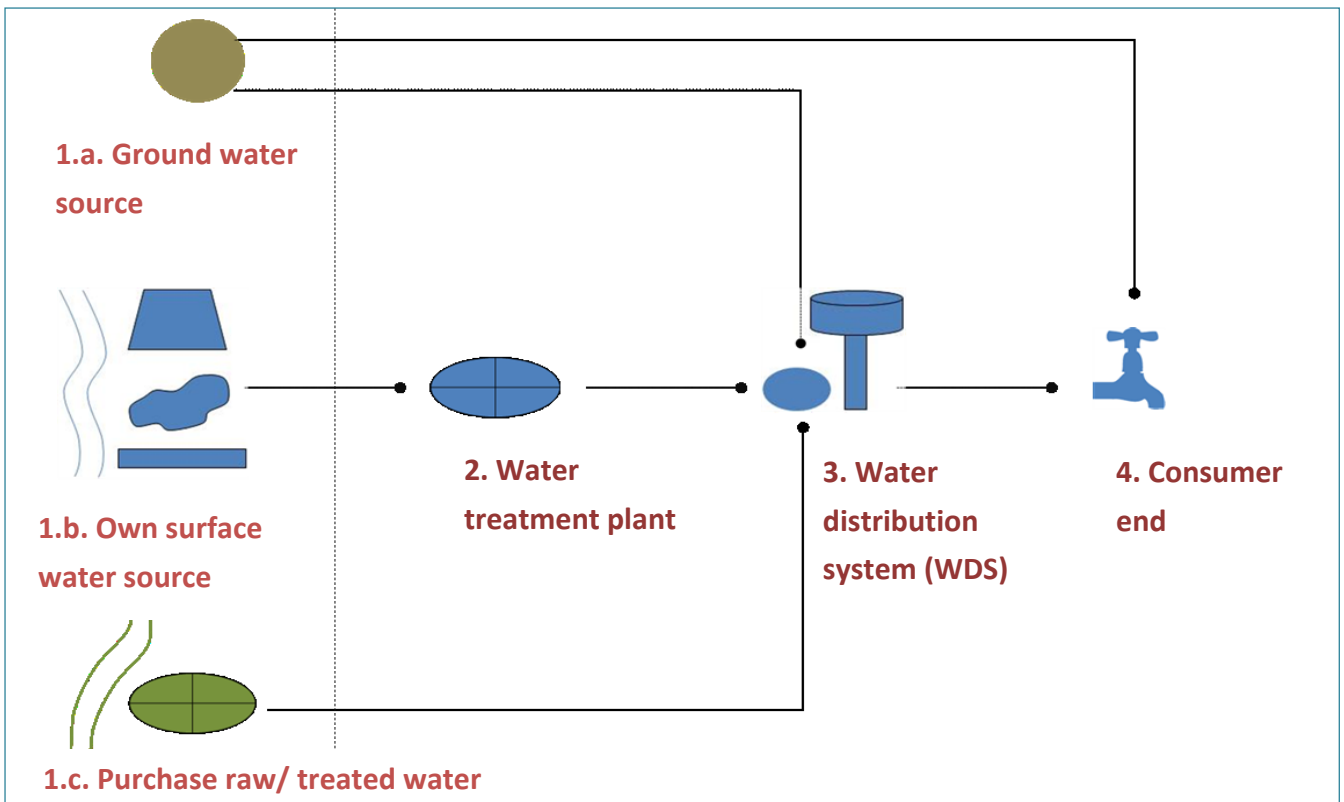 1.a. Ground water
source
1.b. Own surface
water source
2. Water
treatment plant
3. Water
distribution
system (WDS)
4. Consumer
end
1.c. Purchase raw/ treated water